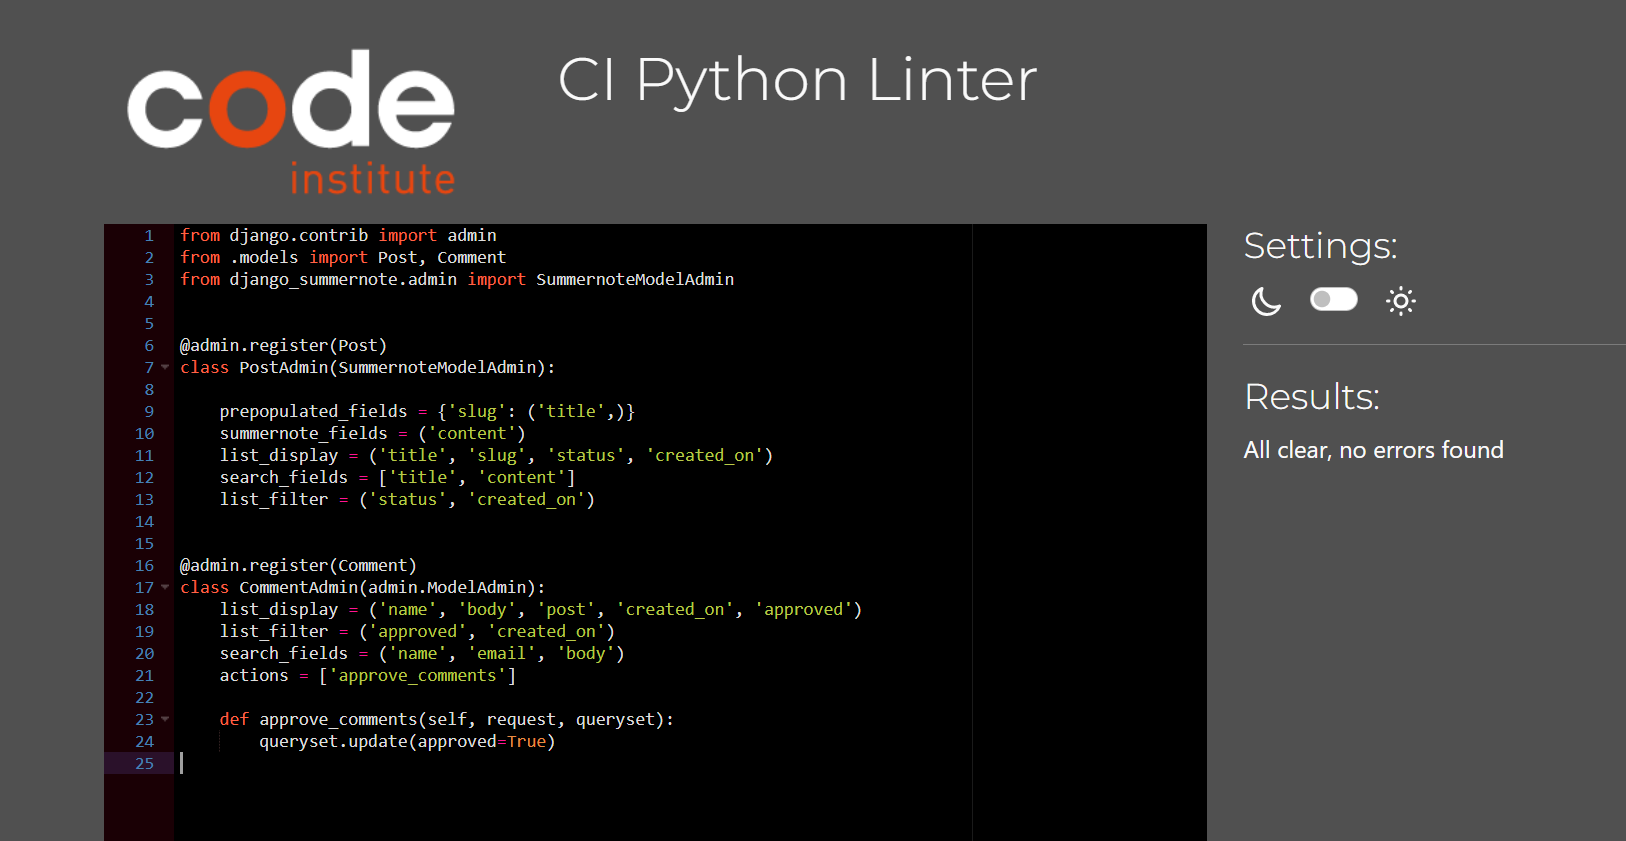 code
institute
CI Python Linter
1 from django.contrib import admin
2 from .models import Post, Comment
3 from django_summernote.admin import SummernoteModelAdmin
4
5
6 @admin.register(Post)
7 class PostAdmin(SummernoteModelAdmin):
8
9     prepopulated_fields = {'slug': ('title',)}
10     summernote_fields = ('content')
11     list_display = ('title', 'slug', 'status', 'created_on')
12     search_fields = ['title', 'content']
13     list_filter = ('status', 'created_on')
14
15
16 @admin.register(Comment)
17 class CommentAdmin(admin.ModelAdmin):
18     list_display = ('name', 'body', 'post', 'created_on', 'approved')
19     list_filter = ('approved', 'created_on')
20     search_fields = ('name', 'email', 'body')
21     actions = ['approve_comments']
22
23     def approve_comments(self, request, queryset):
24         queryset.update(approved=True)
25
Settings:
Results:
All clear, no errors found